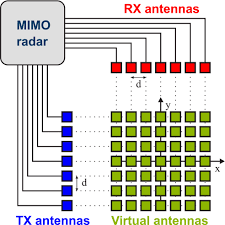 RX antennas
MIMO
radar
d
y
x
d
TX antennas
Virtual antennas